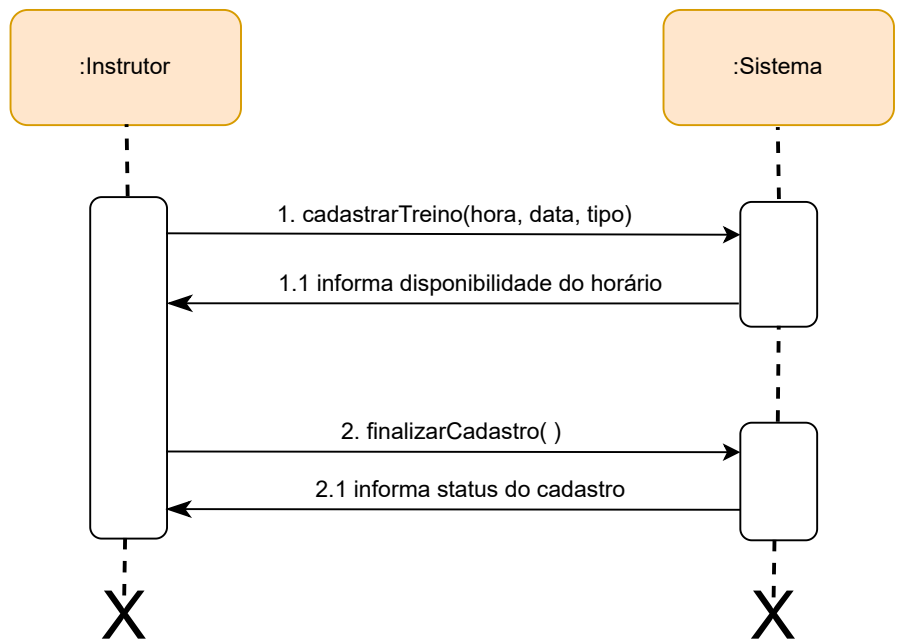 :Instrutor
:Sistema
1. cadastrarTreino(hora, data, tipo)
1.1 informa disponibilidade do horário
2. finalizarCadastro( )
2.1 informa status do cadastro
X
X